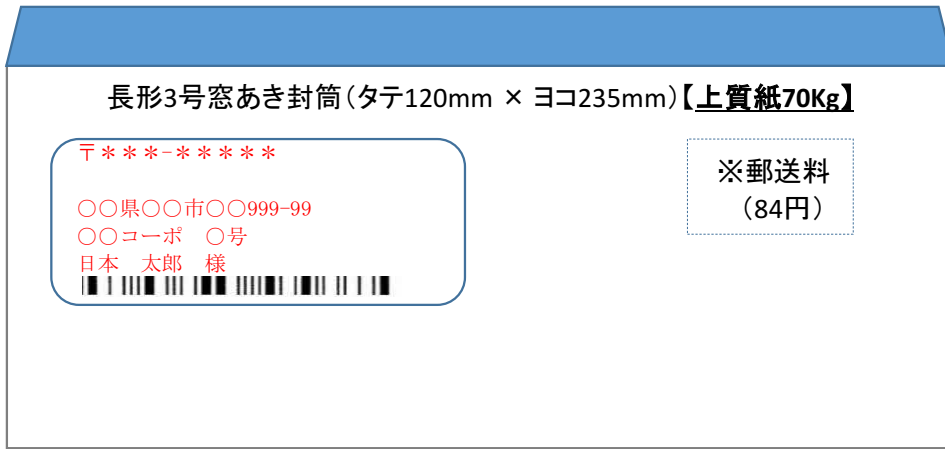 長形3号窓あき封筒（タテ120mm × ヨコ235mm）【上質紙70Kg】
〒＊＊＊-＊＊＊＊＊
○○県○○市○○999-99
○○コーポ　○号
日本　太郎　様
※郵送料
（84円）